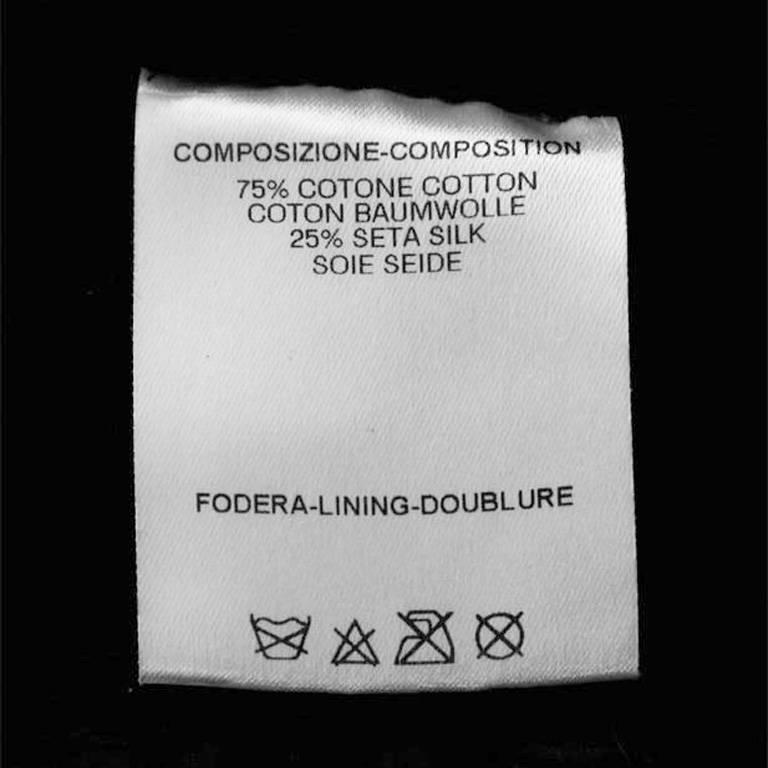 COMPOSIZIONE-COMPOSITION
75% COTONE COTTON
COTON BAUMWOLLE
25% SETA SILK
SOIE SEIDE
FODERA-LINING-DOUBLURE